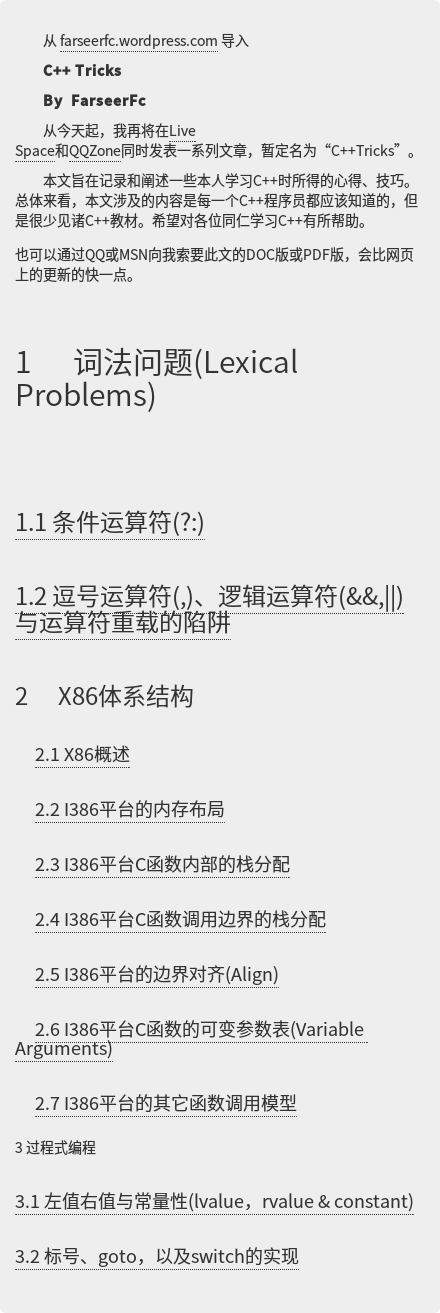 从 farseerfc.wordpress.com 导入
C++ Tricks
By FarseerFc
从今天起，我再将在Live
Space和QQZone同时发表一系列文章，暂定名为“C++Tricks”。
本文旨在记录和阐述一些本人学习C++时所得的心得、技巧。
总体来看，本文涉及的内容是每一个C++程序员都应该知道的，但
是很少见诸C++教材。希望对各位同仁学习C++有所帮助。
也可以通过QQ或MSN向我索要此文的DOC版或PDF版，会比网页
上的更新的快一点。
1 词法问题(Lexical
Problems)
1.1 条件运算符(?:)
1.2 逗号运算符(,)、逻辑运算符(&&,||)
与运算符重载的陷阱
2 X86体系结构
2.1 X86概述
2.2 I386平台的内存布局
2.3 I386平台C函数内部的栈分配
2.4 I386平台C函数调用边界的栈分配
2.5 I386平台的边界对齐(Align)
2.6 I386平台C函数的可变参数表(Variable
Arguments)
2.7 I386平台的其它函数调用模型
3 过程式编程
3.1 左值右值与常量性(lvalue，rvalue & constant)
3.2 标号、goto，以及switch的实现